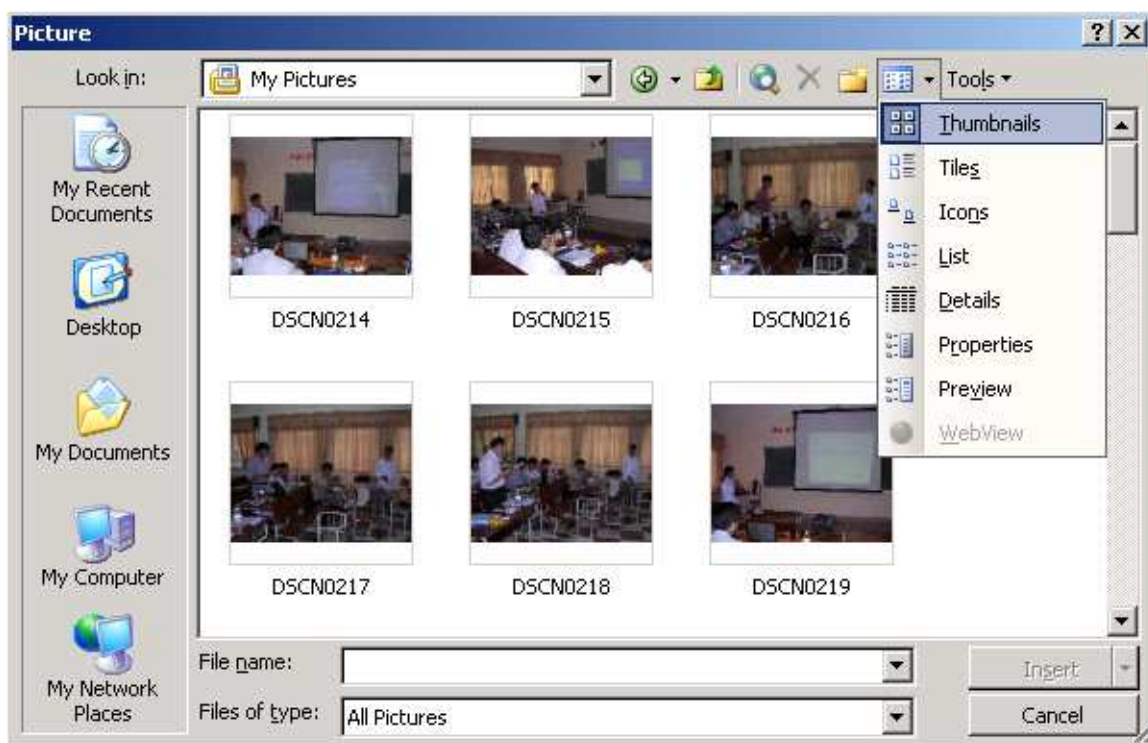 Picture
Look in:
My Pictures
Tools
Thumbnails
Tiles
Icons
List
Details
Properties
Preview
WebView
My Recent
Documents
Desktop
My Documents
My Computer
My Network
Places
DSCN0214 DSCN0215 DSCN0216
DSCN0217 DSCN0218 DSCN0219
File name:
Insert
Files of type:
All Pictures
Cancel